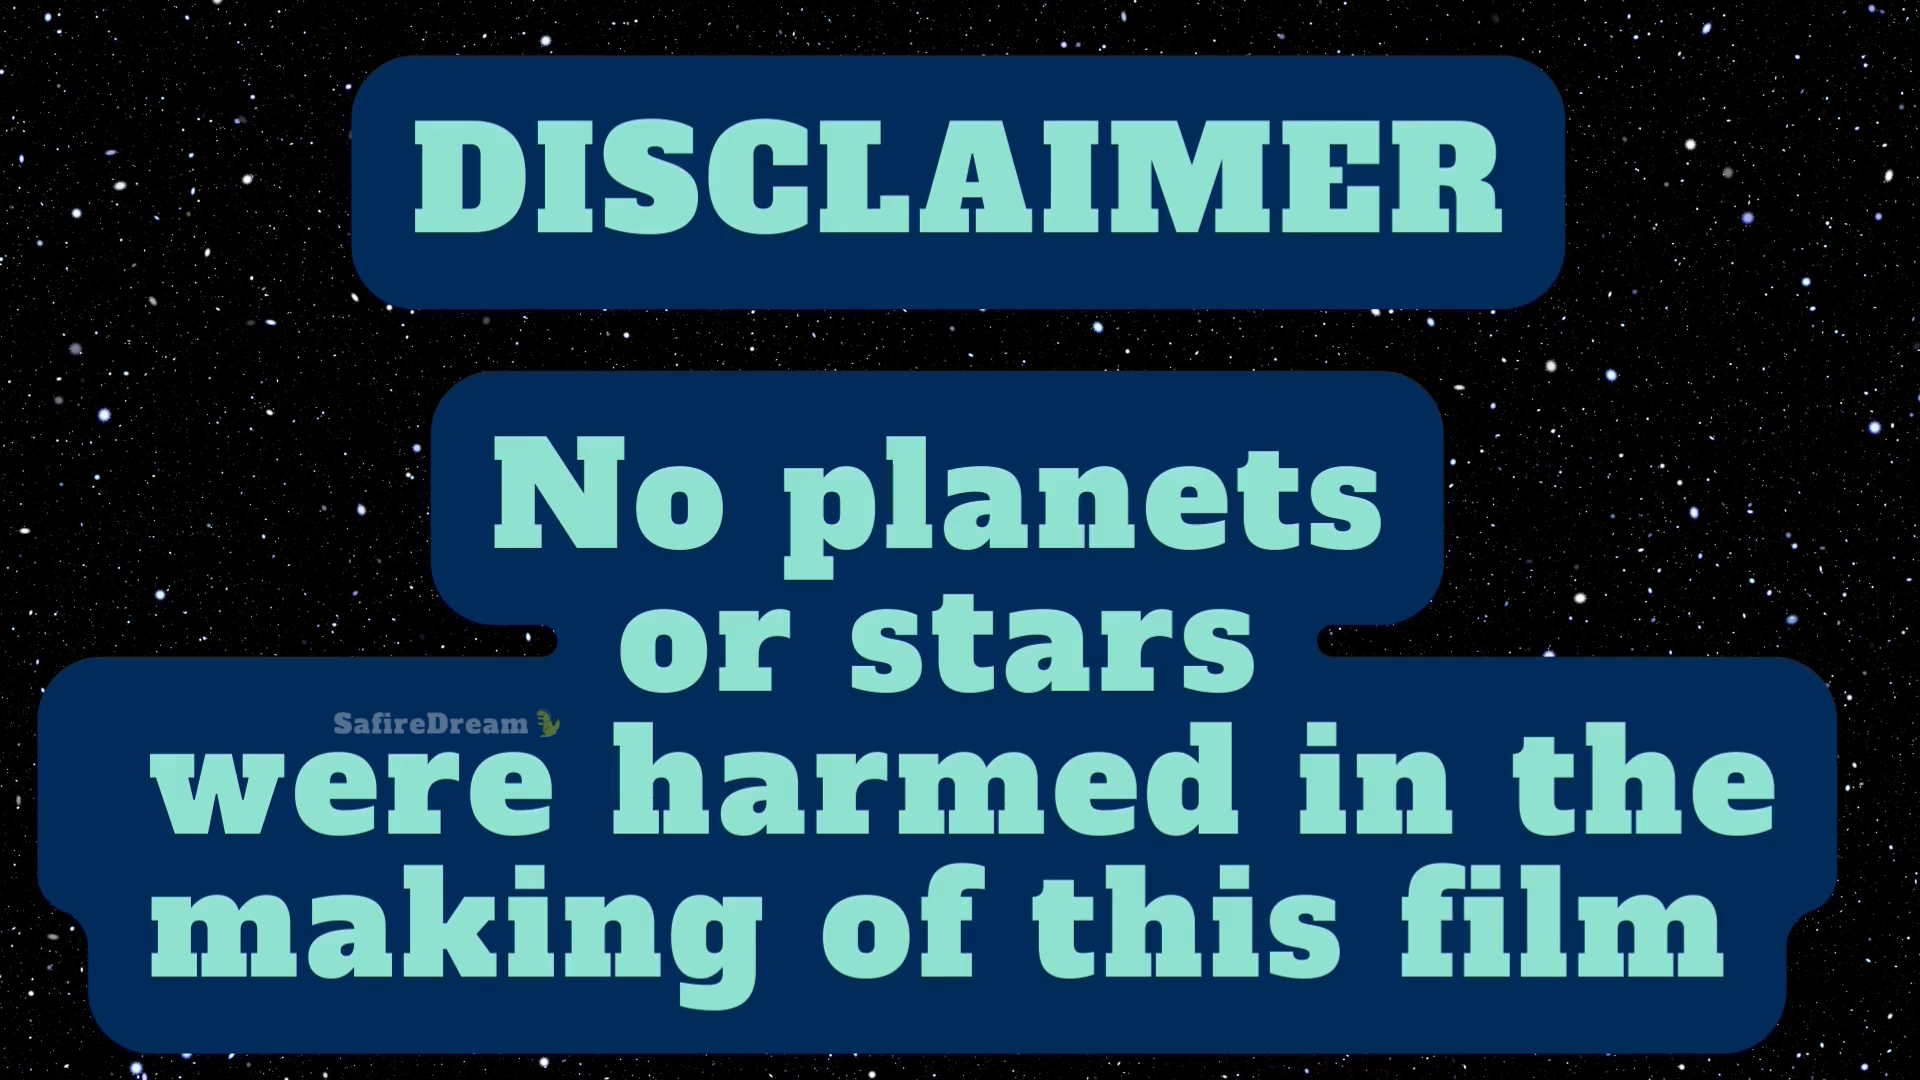 DISCLAIMER
No planets
or stars
SafireDream
were harmed in the
making of this film